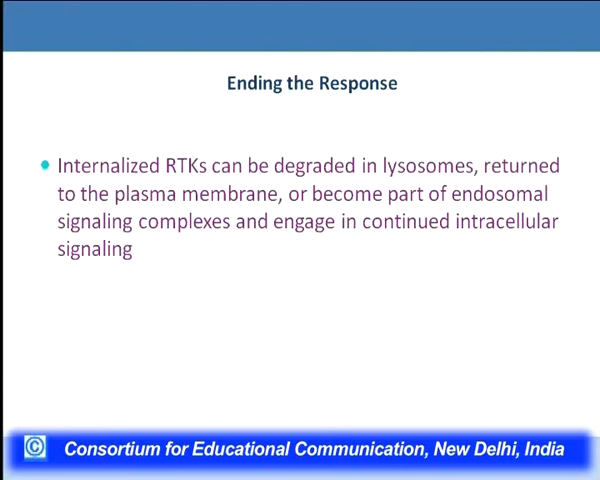 Ending the Response
Internalized RTKs can be degraded in lysosomes, returned
to the plasma membrane, or become part of endosomal
signaling complexes and engage in continued intracellular
signaling
© Consortium for Educational Communication, New Delhi, India